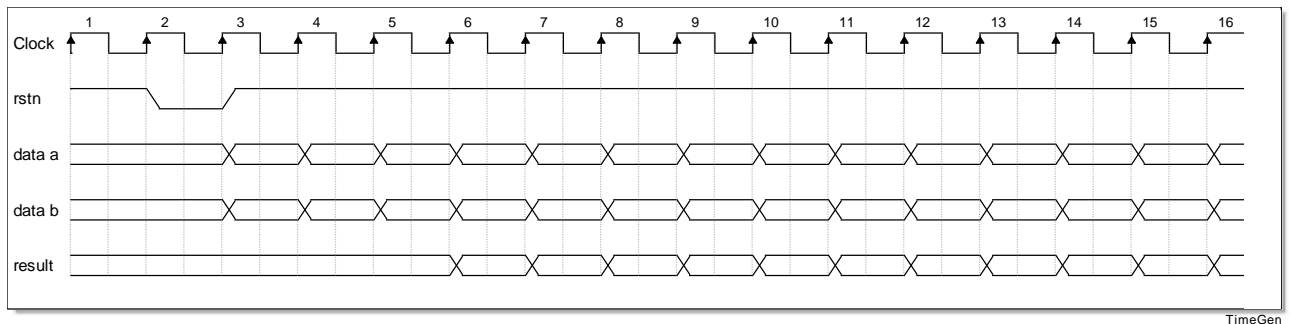 1 2 3 4 5 6 7 8 9 10 11 12 13 14 15 16
Clock
rstn
data a
data b
result
TimeGen